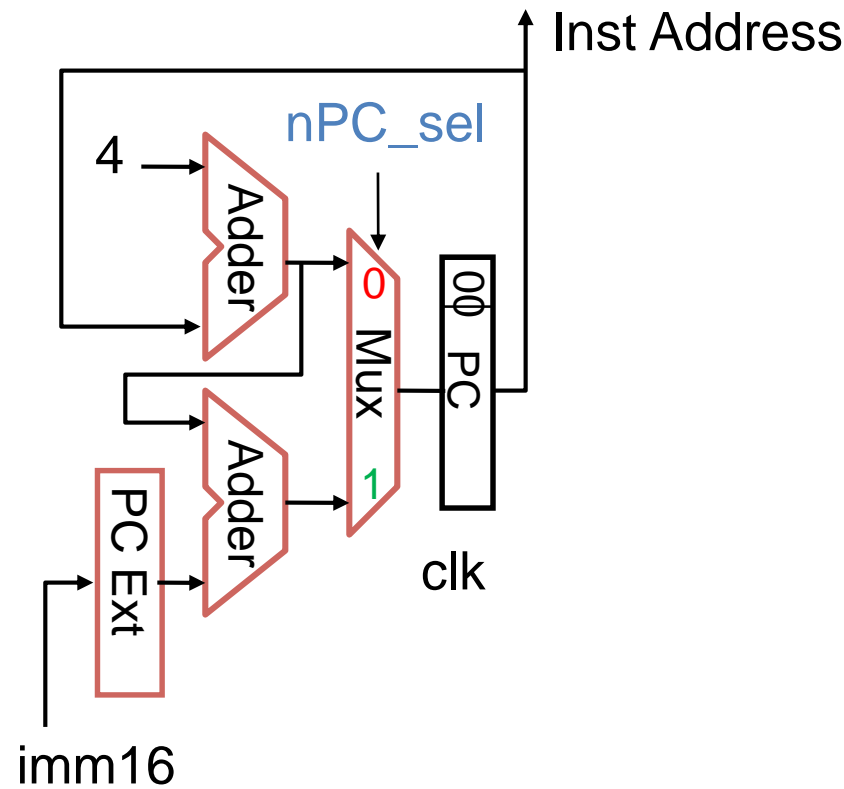 Inst Address
nPC_sel
4
Adder
0
Mux
1
00
PC
Adder
PC Ext
clk
imm16